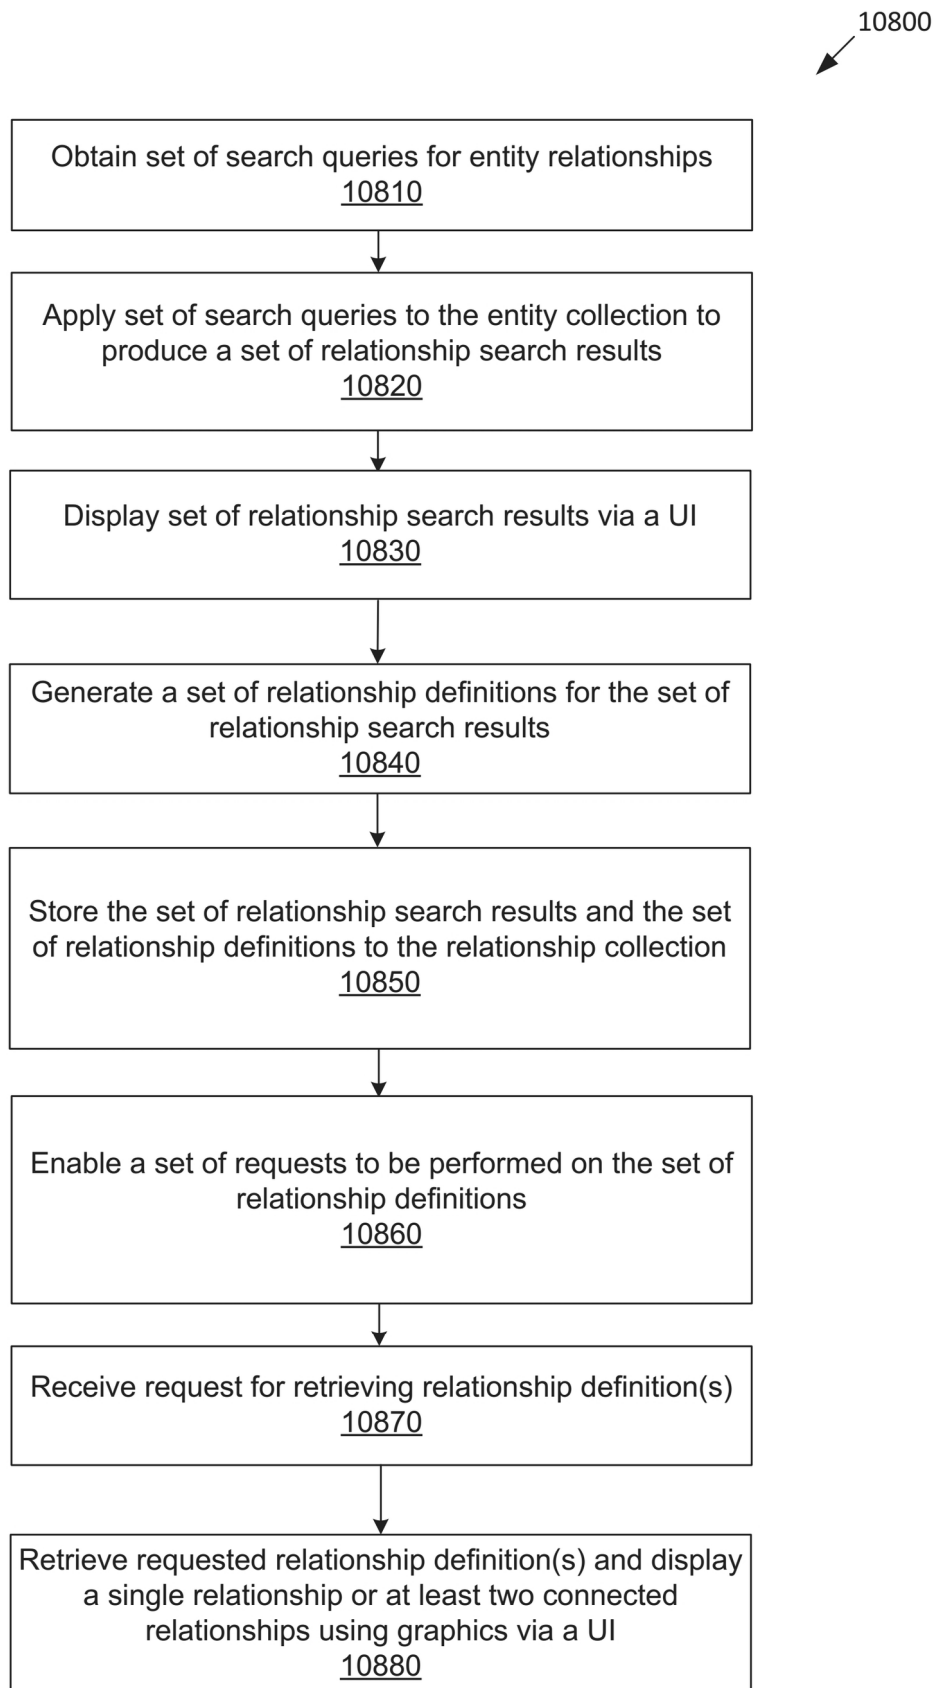 10800
Obtain set of search queries for entity relationships
10810
Apply set of search queries to the entity collection to
produce a set of relationship search results
10820
Display set of relationship search results via a UI
10830
Generate a set of relationship definitions for the set of
relationship search results
10840
Store the set of relationship search results and the set
of relationship definitions to the relationship collection
10850
Enable a set of requests to be performed on the set of
relationship definitions
10860
Receive request for retrieving relationship definition(s)
10870
Retrieve requested relationship definition(s) and display
a single relationship or at least two connected
relationships using graphics via a UI
10880